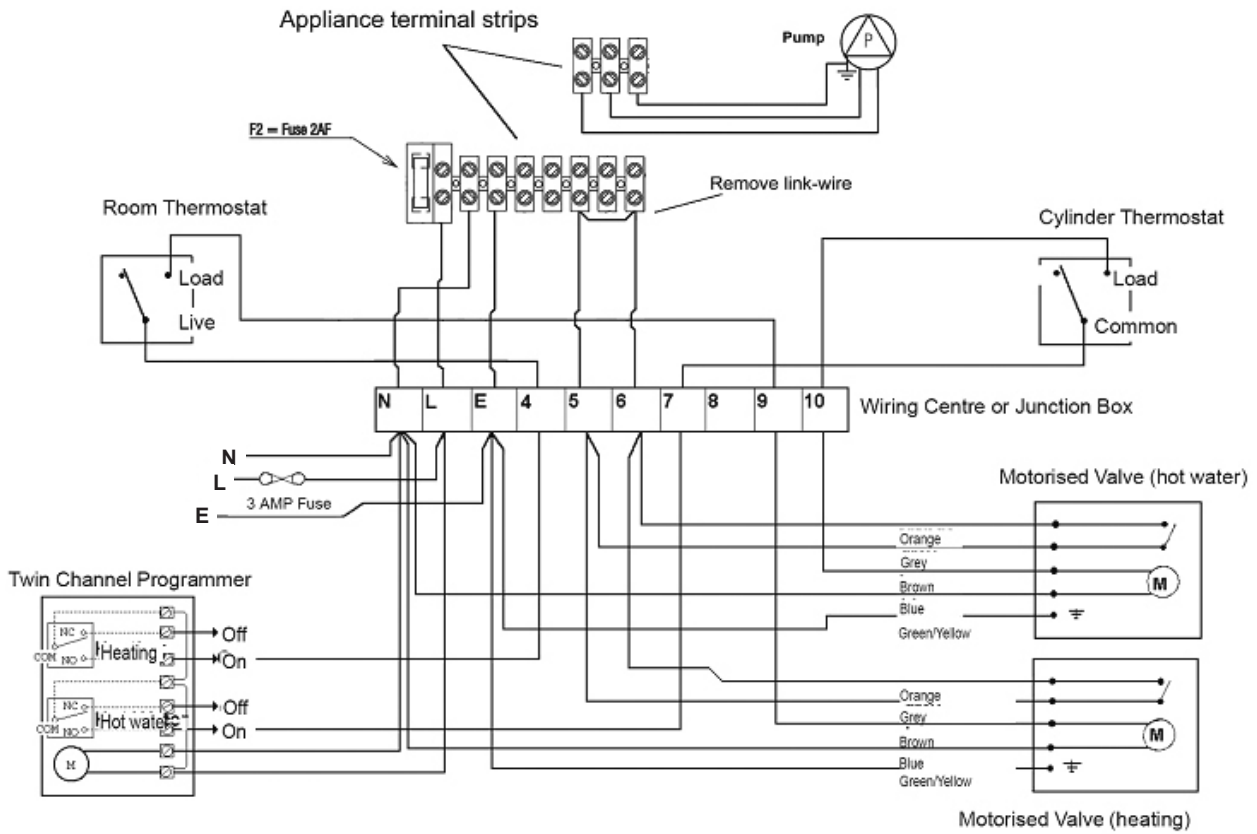 Appliance terminal strips
Pump
P
F2 = Fuse 2AF
Remove link-wire
Room Thermostat
Load
Live
Cylinder Thermostat
Load
Common
N L E 4 5 6 7 8 9 10
Wiring Centre or Junction Box
N
L
3 AMP Fuse
E
Motorised Valve (hot water)
Orange
Grey
Brown
Blue
Green/Yellow
M
Twin Channel Programmer
NC
COM
NO
Heating
Off
On
NC
COM
NO
Hot water
Off
On
M
Orange
Grey
Brown
Blue
Green/Yellow
M
Motorised Valve (heating)